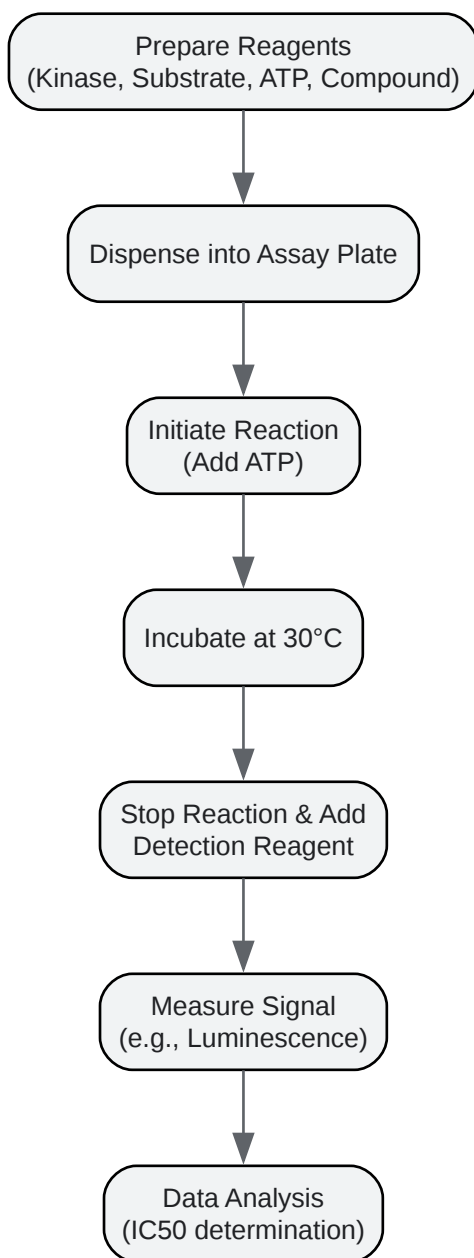 Prepare Reagents
(Kinase, Substrate, ATP, Compound)
Dispense into Assay Plate
Initiate Reaction
(Add ATP)
Incubate at 30°C
Stop Reaction & Add
Detection Reagent
Measure Signal
(e.g., Luminescence)
Data Analysis
(IC50 determination)